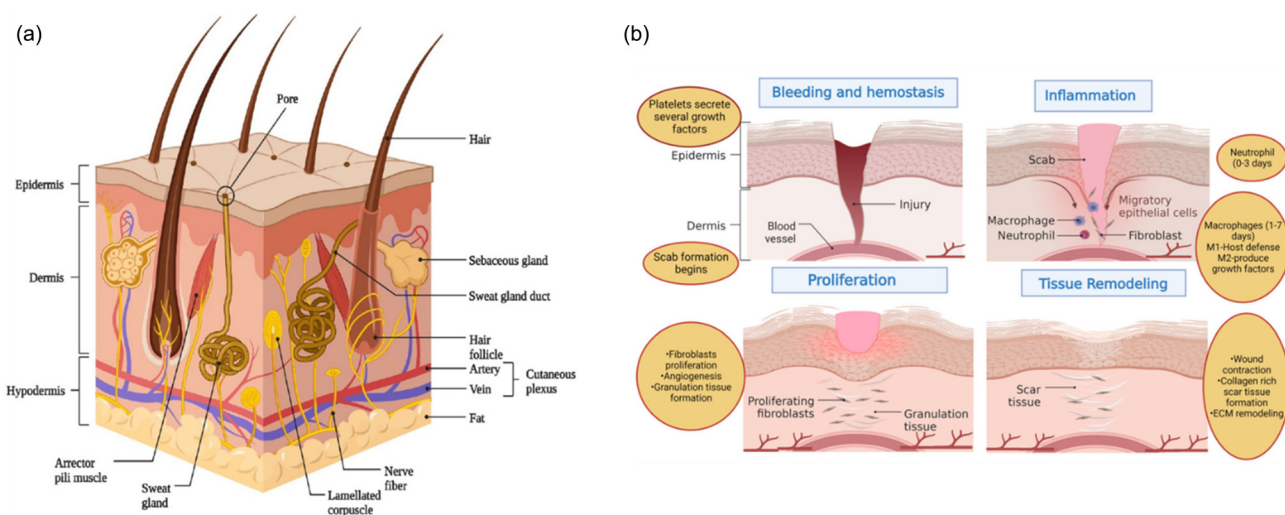 (a)
Pore
Hair
Epidermis
Dermis
Sebaceous gland
Sweat gland duct
Hair
follicle
Artery
Vein
Cutaneous
plexus
Hypodermis
Fat
Arrector
pili muscle
Sweat
gland
Lamellated
corpuscle
Nerve
fiber
(b)
Bleeding and hemostasis
Platelets secrete
several growth
factors
Epidermis
Injury
Dermis
Blood
vessel
Scab formation
begins
Inflammation
Scab
Migratory
epithelial cells
Macrophage
Neutrophil
Fibroblast
Neutrophil
(0-3 days
Macrophages (1-7
days)
M1-Host defense
M2-produce
growth factors
Proliferation
•Fibroblasts
proliferation
•Angiogenesis
•Granulation tissue
formation
Proliferating
fibroblasts
Granulation
tissue
Tissue Remodeling
Scar
tissue
•Wound
contraction
•Collagen rich
scar tissue
formation
•ECM remodeling